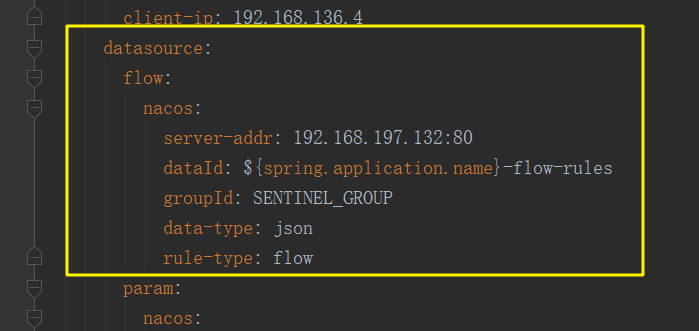 client-ip: 192.168.136.4
datasource:
flow:
nacos:
server-addr: 192.168.197.132:80
dataId: ${spring.application.name}-flow-rules
groupId: SENTINEL_GROUP
data-type: json
rule-type: flow
param:
nacos: